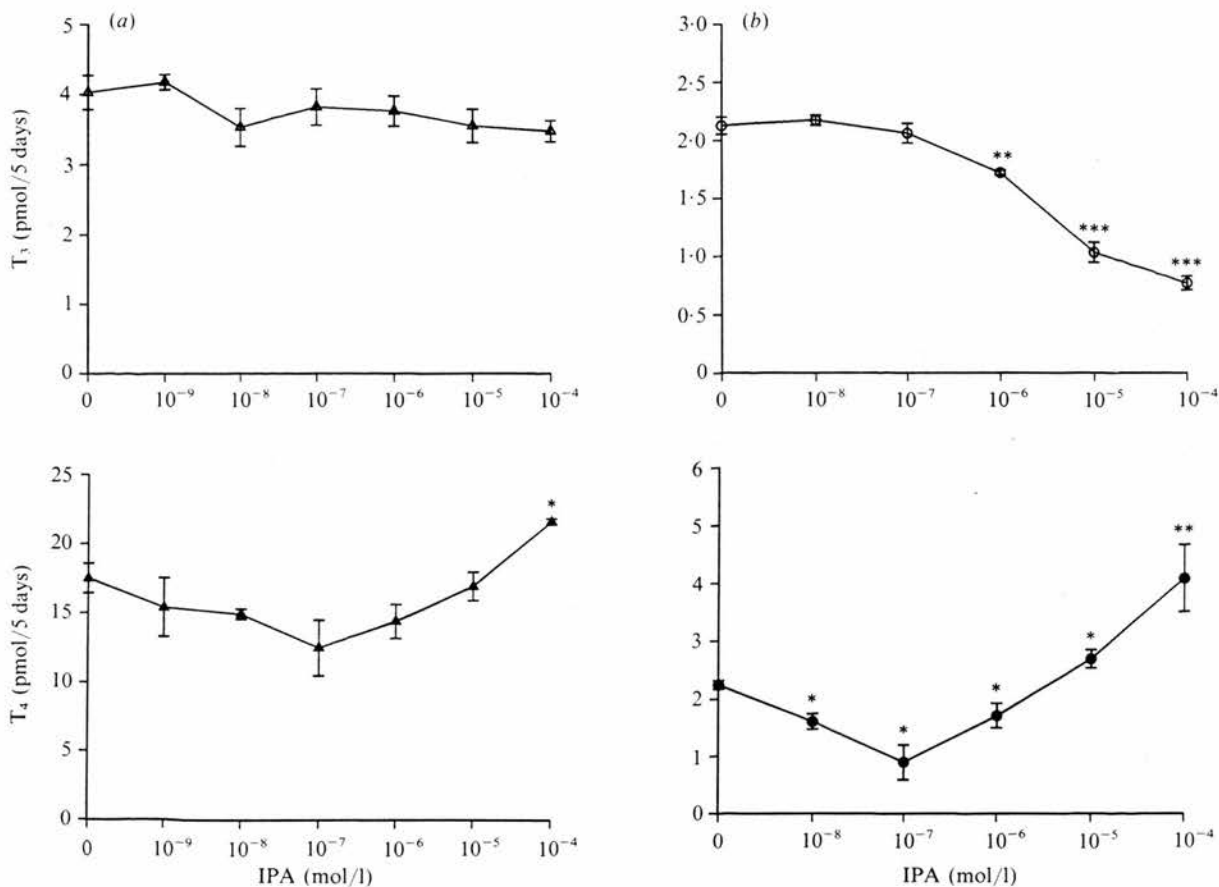 (a)
T₃ (pmol/5 days)
5
4
3
2
1
0
0 10⁻⁹ 10⁻⁸ 10⁻⁷ 10⁻⁶ 10⁻⁵ 10⁻⁴
(b)
3·0
2·5
2·0
1·5
1·0
0·5
0
** *** ***
0 10⁻⁸ 10⁻⁷ 10⁻⁶ 10⁻⁵ 10⁻⁴
T₄ (pmol/5 days)
25
20
15
10
5
0
*
0 10⁻⁹ 10⁻⁸ 10⁻⁷ 10⁻⁶ 10⁻⁵ 10⁻⁴
IPA (mol/l)
6
5
4
3
2
1
0
* * * * **
0 10⁻⁸ 10⁻⁷ 10⁻⁶ 10⁻⁵ 10⁻⁴
IPA (mol/l)